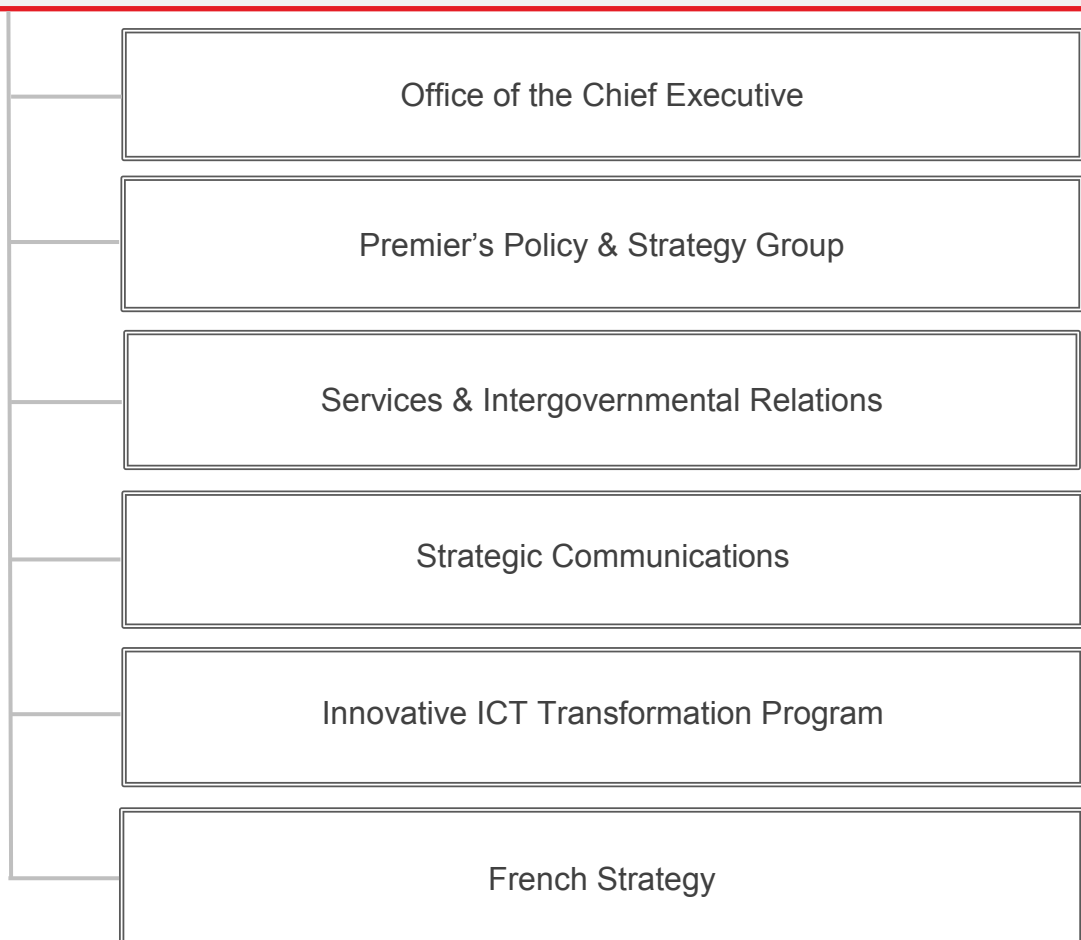 Office of the Chief Executive
Premier’s Policy & Strategy Group
Services & Intergovernmental Relations
Strategic Communications
Innovative ICT Transformation Program
French Strategy